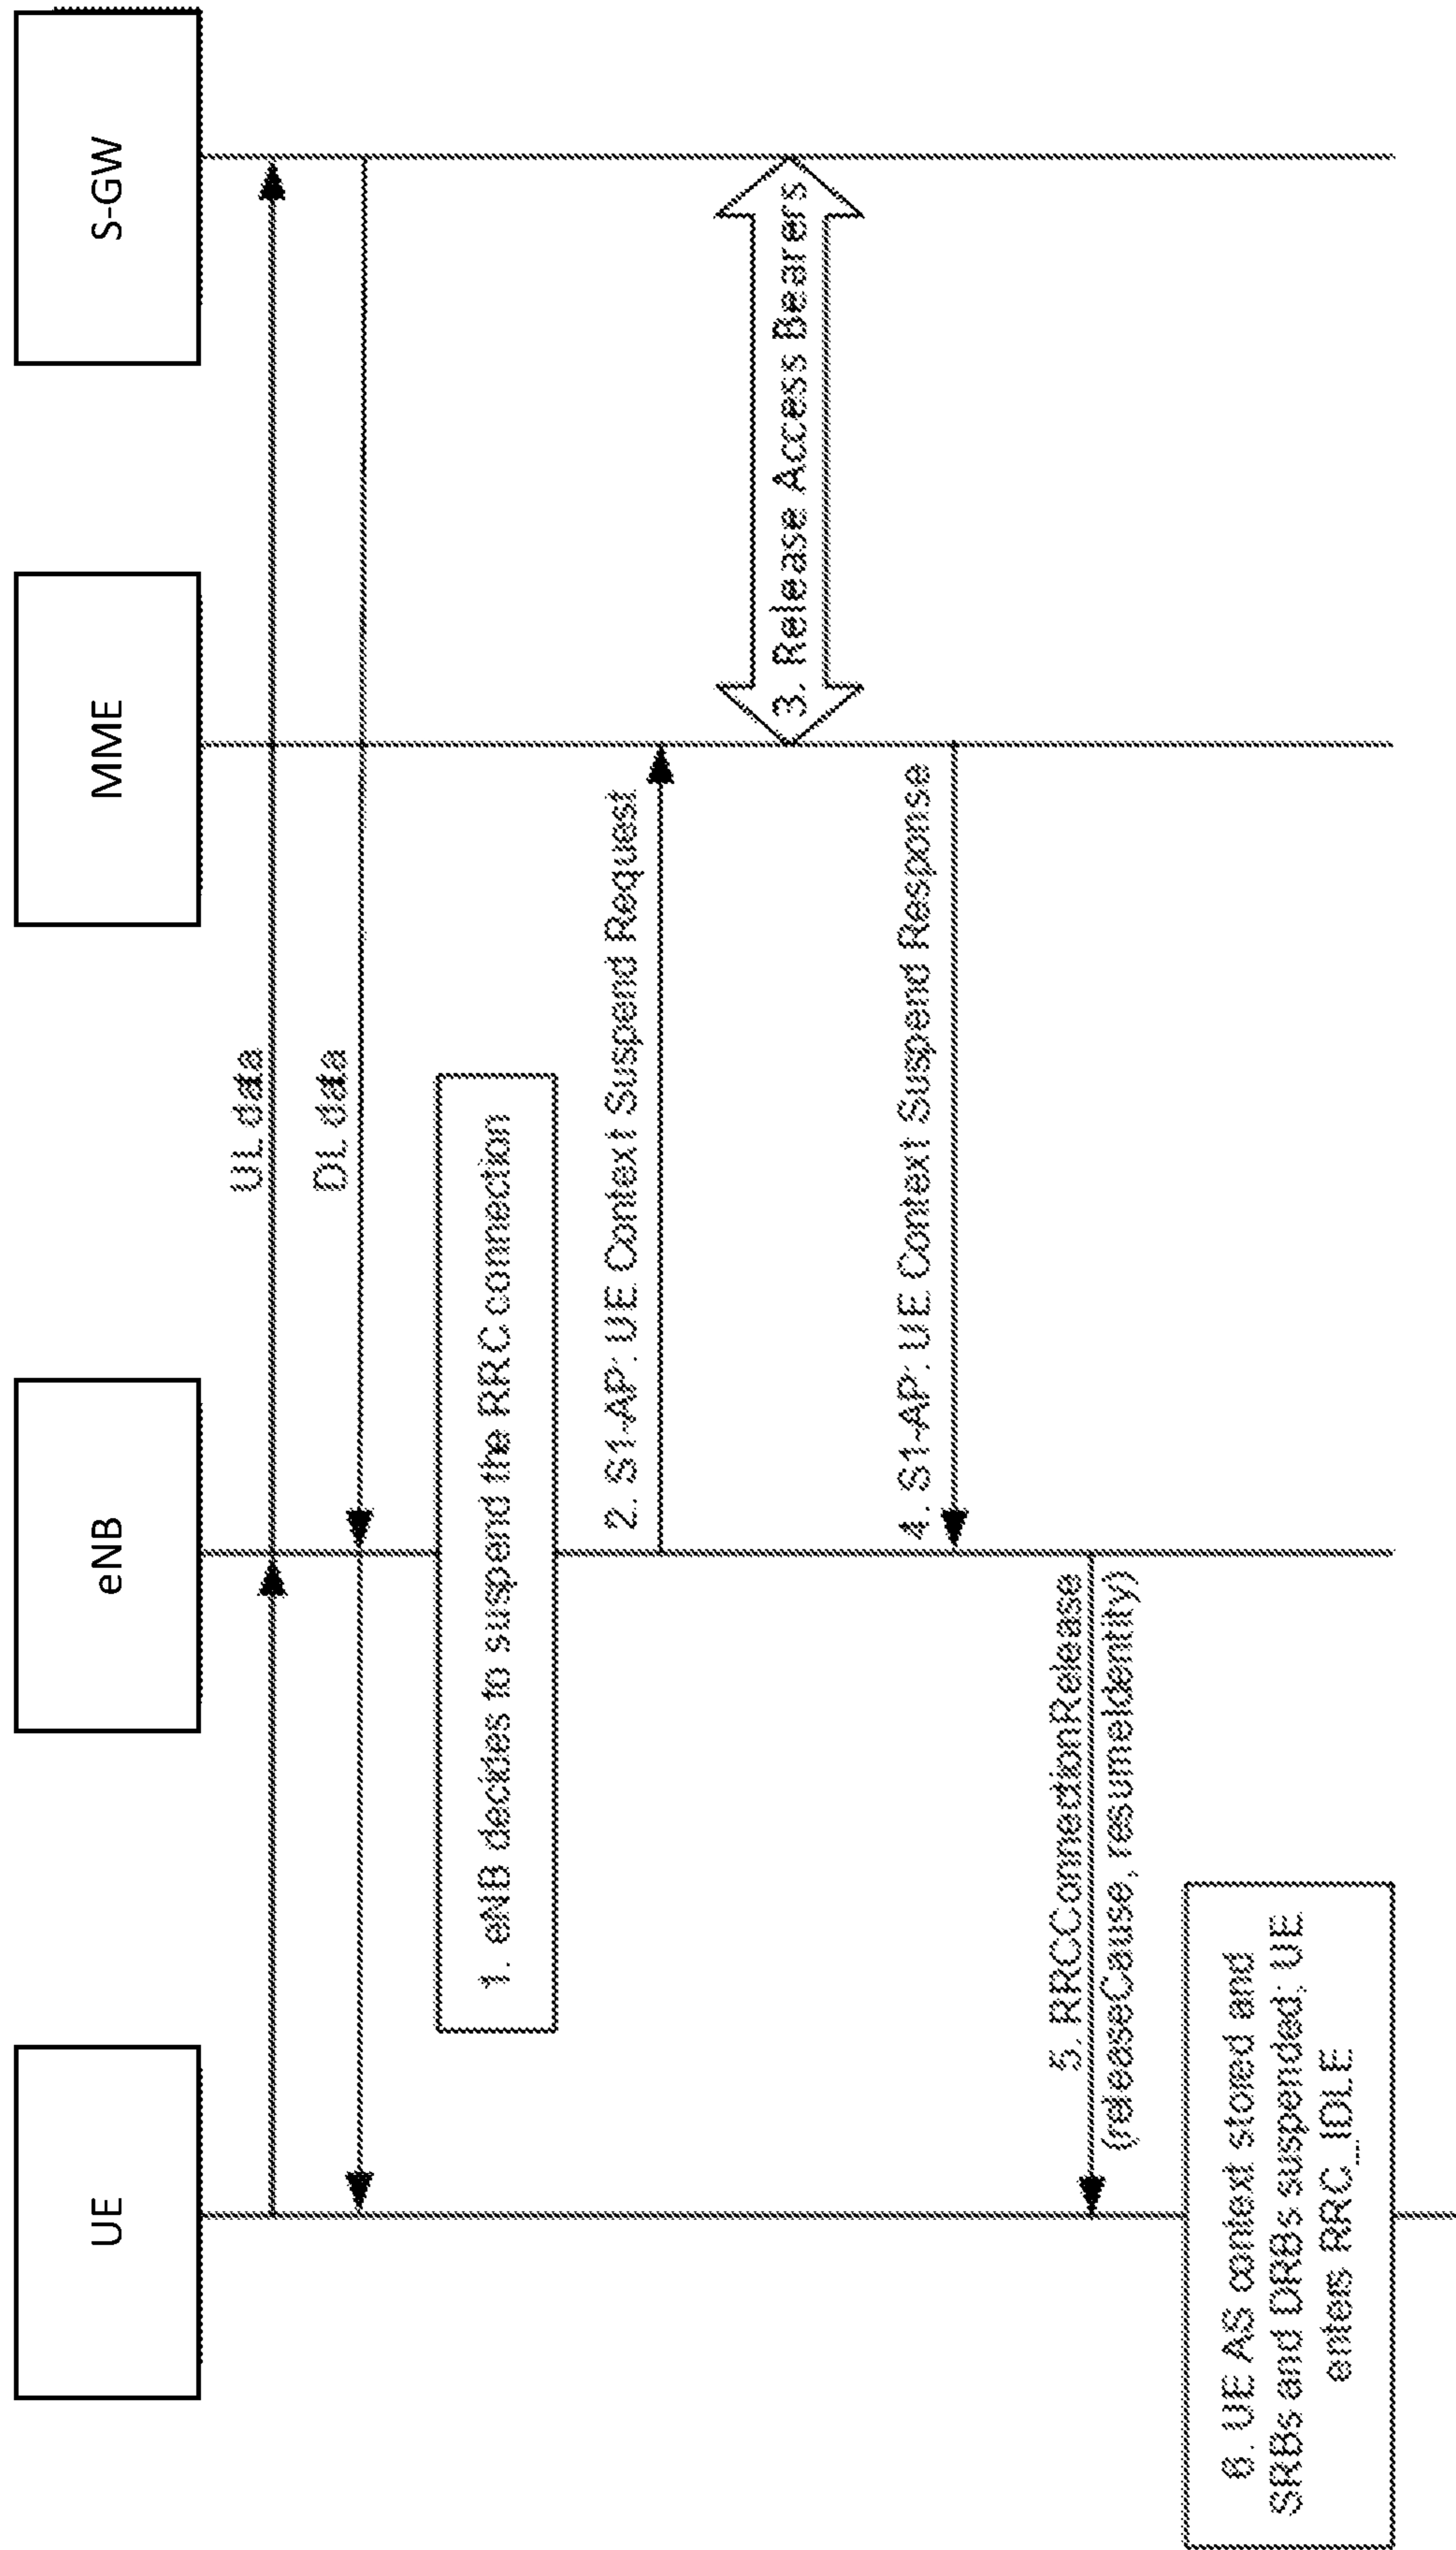 UE
eNB
MME
S-GW
UL data
DL data
1. eNB decides to suspend the RRC connection
2. S1-AP: UE Context Suspend Request
3. Release Access Bearers
4. S1-AP: UE Context Suspend Response
5. RRCConnectionRelease
(releaseCause, resumeIdentity)
6. UE AS context stored and
SRBs and DRBs suspended; UE
enters RRC_IDLE